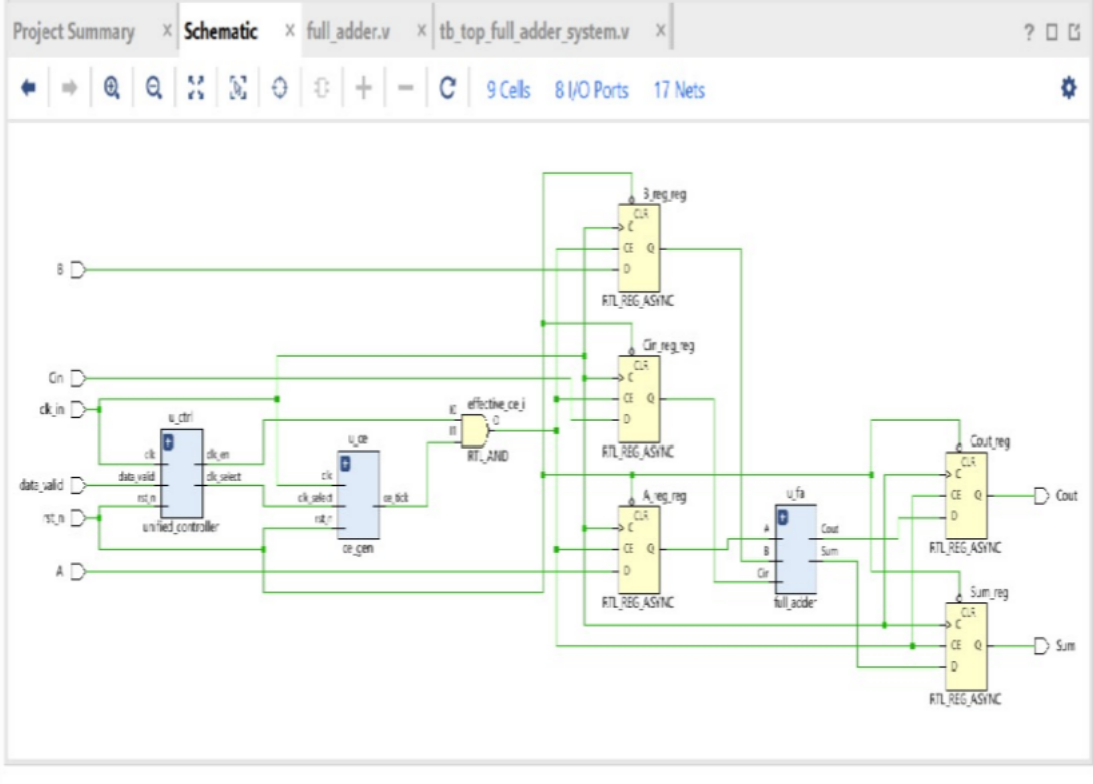 Project Summary × Schematic × full_adder.v × tb_top_full_adder_system.v ×
9 Cells 8 I/O Ports 17 Nets
B_reg_reg
CLR
C
CE Q
D
RTL_REG_ASYNC
B
Cin_reg_reg
CLR
C
CE Q
D
RTL_REG_ASYNC
Cin
clk_in
data_valid
rst_n
A
u_ctrl
clk clk_en
data_valid clk_select
rst_n
unified_controller
u_ce
clk
clk_select ce_tick
rst_n
ce_gen
effective_ce_i
I0 O
I1
RTL_AND
A_reg_reg
CLR
C
CE Q
D
RTL_REG_ASYNC
u_fa
A Cout
B Sum
Cin
full_adder
Cout_reg
CLR
C
CE Q
D
RTL_REG_ASYNC
Cout
Sum_reg
CLR
C
CE Q
D
RTL_REG_ASYNC
Sum